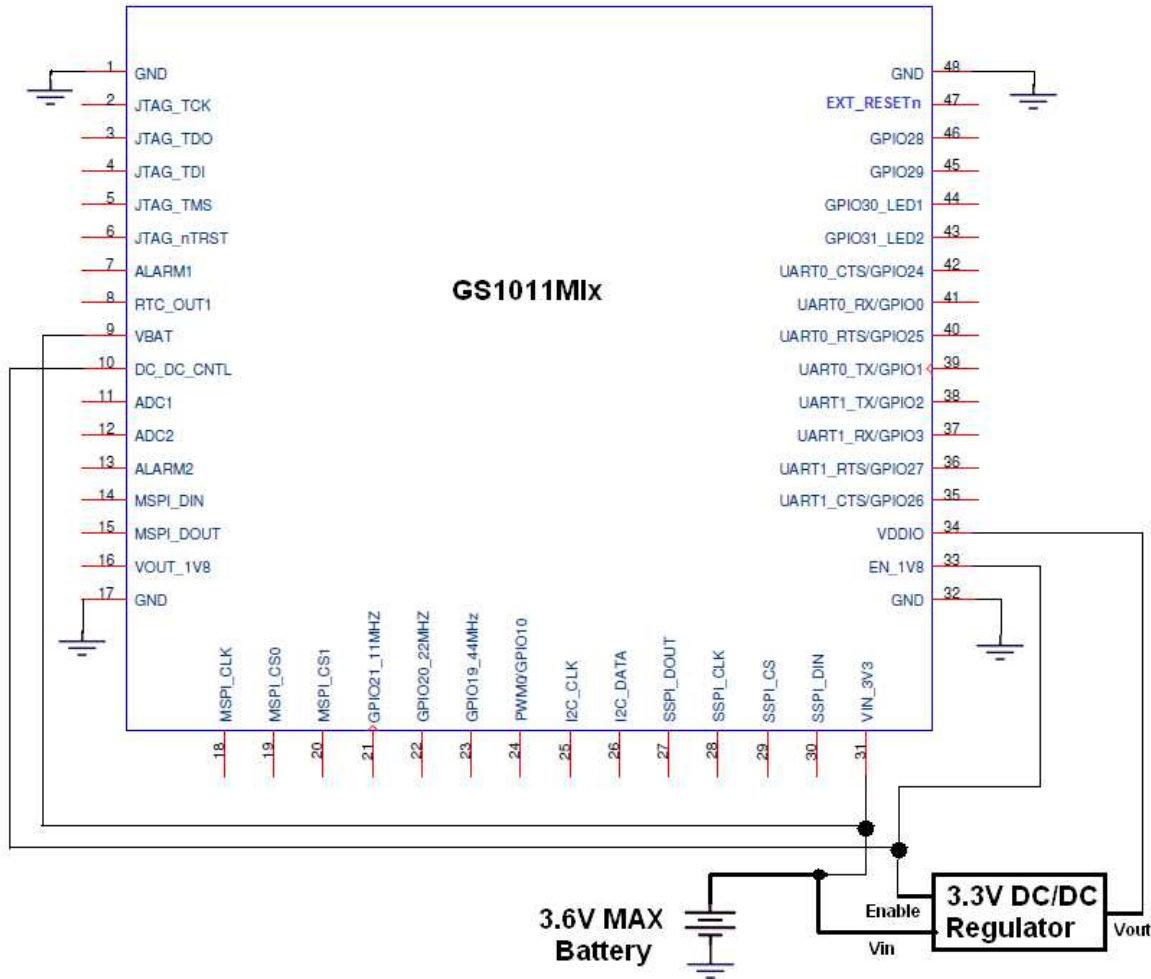 GS1011MIx
1 GND
2 JTAG_TCK
3 JTAG_TDO
4 JTAG_TDI
5 JTAG_TMS
6 JTAG_nTRST
7 ALARM1
8 RTC_OUT1
9 VBAT
10 DC_DC_CNTL
11 ADC1
12 ADC2
13 ALARM2
14 MSPI_DIN
15 MSPI_DOUT
16 VOUT_1V8
17 GND
GND 48
EXT_RESETn 47
GPIO28 46
GPIO29 45
GPIO30_LED1 44
GPIO31_LED2 43
UART0_CTS/GPIO24 42
UART0_RX/GPIO0 41
UART0_RTS/GPIO25 40
UART0_TX/GPIO1 39
UART1_TX/GPIO2 38
UART1_RX/GPIO3 37
UART1_RTS/GPIO27 36
UART1_CTS/GPIO26 35
VDDIO 34
EN_1V8 33
GND 32
MSPI_CLK 18
MSPI_CS0 19
MSPI_CS1 20
GPIO21_11MHZ 21
GPIO20_22MHZ 22
GPIO19_44MHz 23
PWM0/GPIO10 24
I2C_CLK 25
I2C_DATA 26
SSPI_DOUT 27
SSPI_CLK 28
SSPI_CS 29
SSPI_DIN 30
VIN_3V3 31
3.6V MAX
Battery
Enable
Vin
3.3V DC/DC
Regulator
Vout